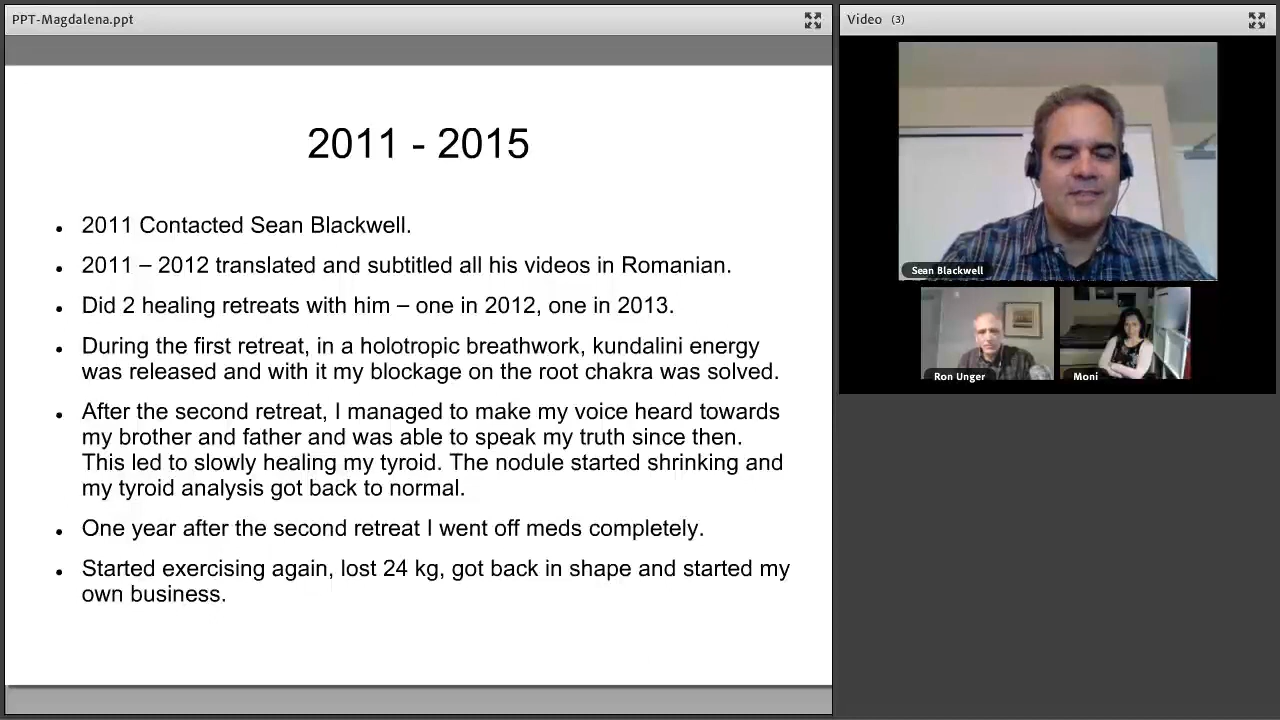 PPT-Magdalena.ppt
2011 - 2015
• 2011 Contacted Sean Blackwell.
• 2011 – 2012 translated and subtitled all his videos in Romanian.
• Did 2 healing retreats with him – one in 2012, one in 2013.
• During the first retreat, in a holotropic breathwork, kundalini energy
was released and with it my blockage on the root chakra was solved.
• After the second retreat, I managed to make my voice heard towards
my brother and father and was able to speak my truth since then.
This led to slowly healing my tyroid. The nodule started shrinking and
my tyroid analysis got back to normal.
• One year after the second retreat I went off meds completely.
• Started exercising again, lost 24 kg, got back in shape and started my
own business.
Video (3)
Sean Blackwell
Ron Unger
Moni